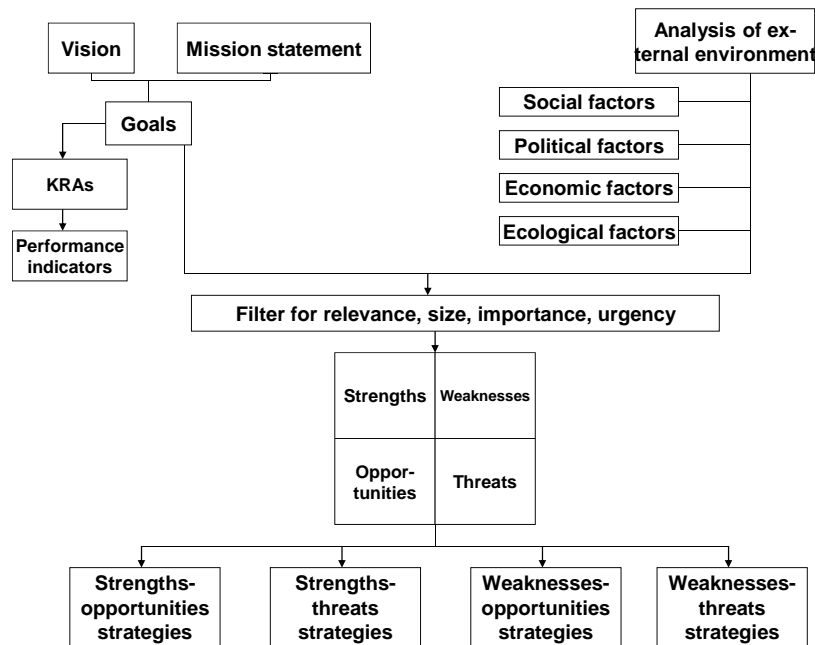 Vision
Mission statement
Analysis of ex-
ternal environment
Goals
Social factors
Political factors
Economic factors
Ecological factors
KRAs
Performance
indicators
Filter for relevance, size, importance, urgency
Strengths
Weaknesses
Oppor-
tunities
Threats
Strengths-
opportunities
strategies
Strengths-
threats
strategies
Weaknesses-
opportunities
strategies
Weaknesses-
threats
strategies